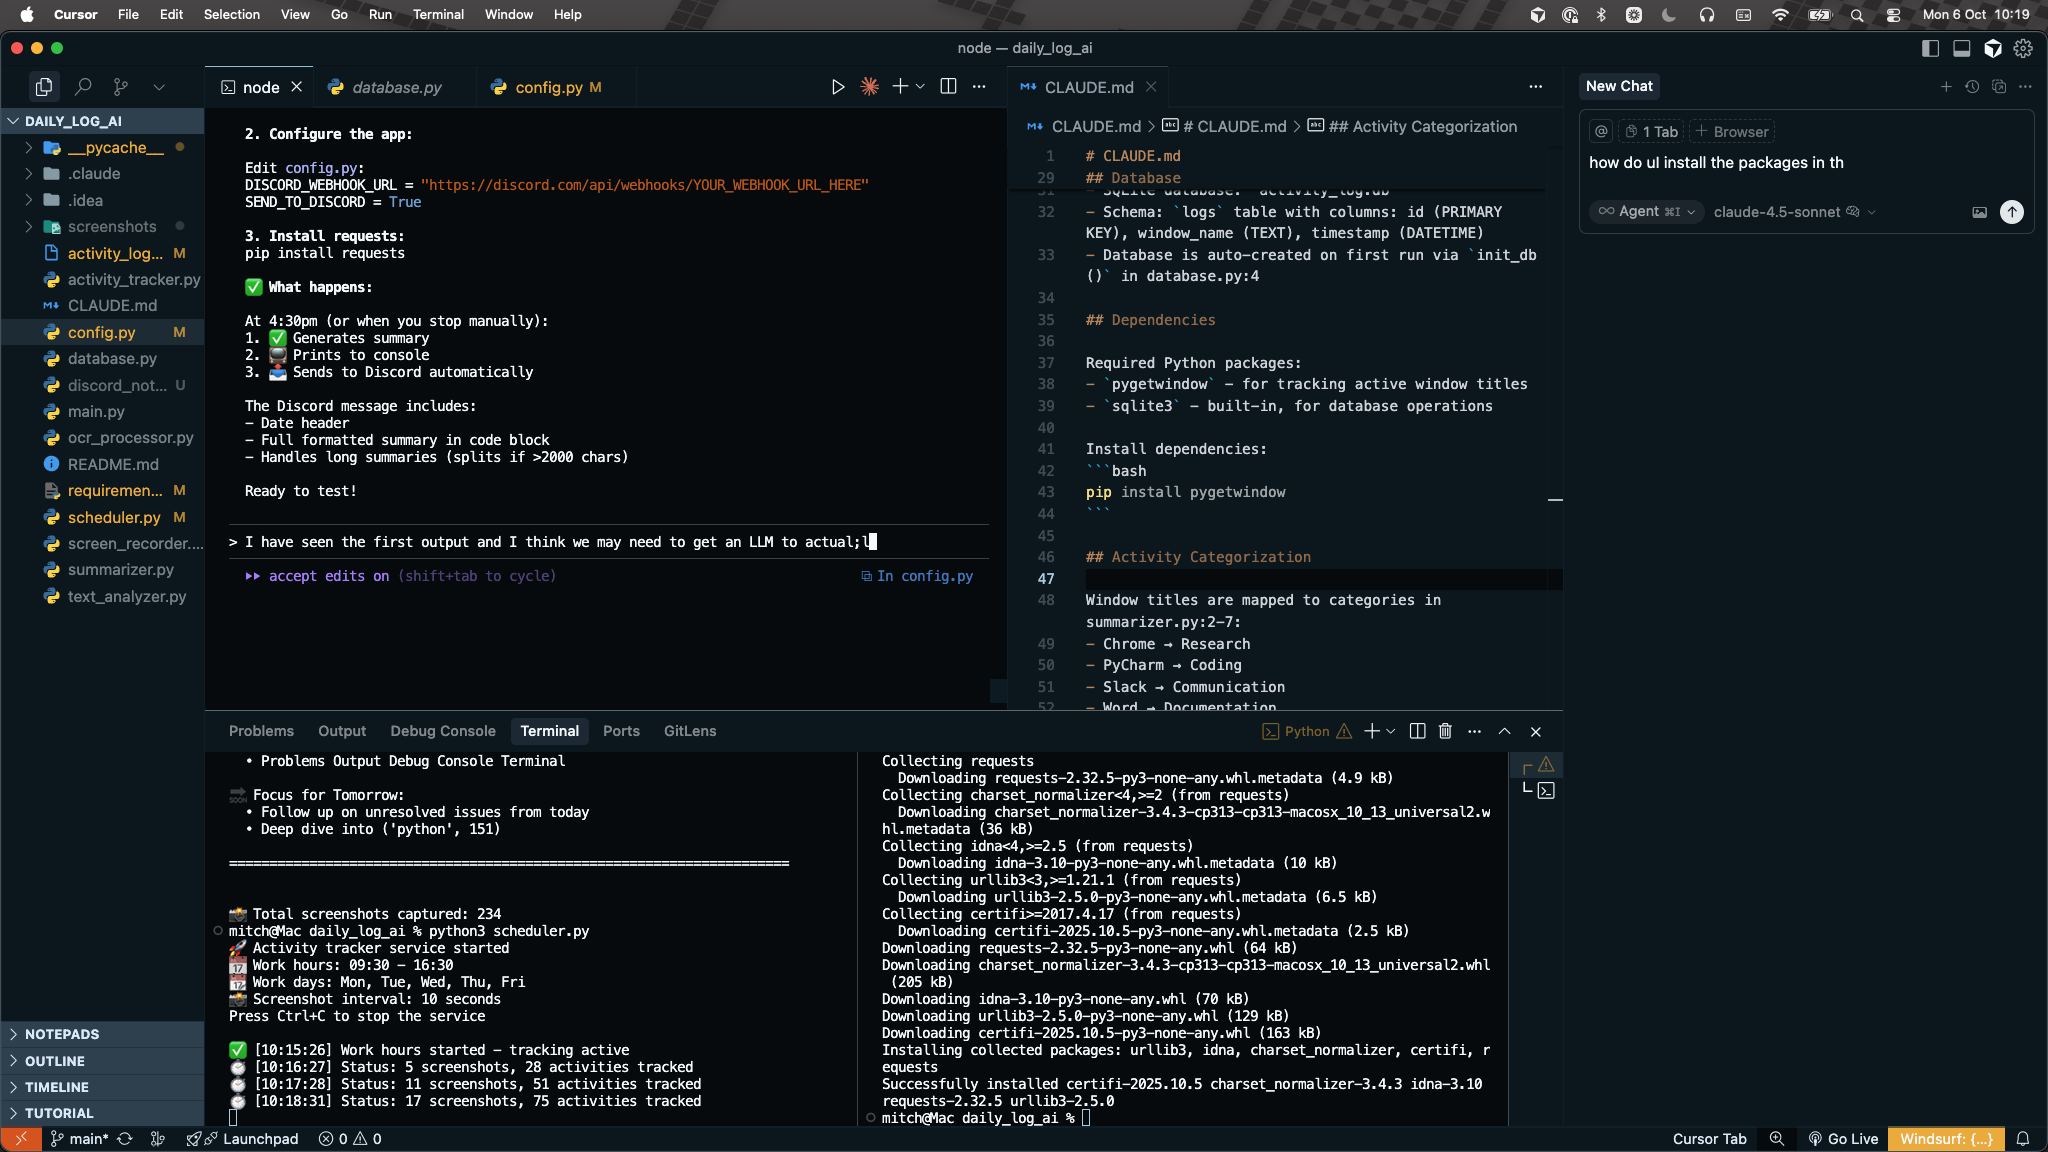 Cursor File Edit Selection View Go Run Terminal Window Help
Mon 6 Oct 10:19
node — daily_log_ai
DAILY_LOG_AI
__pycache__
.claude
.idea
screenshots
activity_log... M
activity_tracker.py
CLAUDE.md
config.py M
database.py
discord_not... U
main.py
ocr_processor.py
README.md
requiremen... M
scheduler.py M
screen_recorder....
summarizer.py
text_analyzer.py
NOTEPADS
OUTLINE
TIMELINE
TUTORIAL
node database.py config.py M
2. Configure the app:
Edit config.py:
DISCORD_WEBHOOK_URL = "https://discord.com/api/webhooks/YOUR_WEBHOOK_URL_HERE"
SEND_TO_DISCORD = True
3. Install requests:
pip install requests
✅ What happens:
At 4:30pm (or when you stop manually):
1. ✅ Generates summary
2. Prints to console
3. 📤 Sends to Discord automatically
The Discord message includes:
- Date header
- Full formatted summary in code block
- Handles long summaries (splits if >2000 chars)
Ready to test!
> I have seen the first output and I think we may need to get an LLM to actual;l
accept edits on (shift+tab to cycle) In config.py
CLAUDE.md
CLAUDE.md > # CLAUDE.md > ## Activity Categorization
1 # CLAUDE.md
29 ## Database
31 - SQLite database: `activity_log.db`
32 - Schema: `logs` table with columns: id (PRIMARY
KEY), window_name (TEXT), timestamp (DATETIME)
33 - Database is auto-created on first run via `init_db
()` in database.py:4
34
35 ## Dependencies
36
37 Required Python packages:
38 - `pygetwindow` - for tracking active window titles
39 - `sqlite3` - built-in, for database operations
40
41 Install dependencies:
42 ```bash
43 pip install pygetwindow
44 ```
45
46 ## Activity Categorization
47
48 Window titles are mapped to categories in
summarizer.py:2-7:
49 - Chrome → Research
50 - PyCharm → Coding
51 - Slack → Communication
52 - Word → Documentation
New Chat
@ 1 Tab + Browser
how do uI install the packages in th
Agent ⌘I claude-4.5-sonnet
Problems Output Debug Console Terminal Ports GitLens
Python
• Problems Output Debug Console Terminal
🔜 Focus for Tomorrow:
• Follow up on unresolved issues from today
• Deep dive into ('python', 151)
======================================================================
📸 Total screenshots captured: 234
mitch@Mac daily_log_ai % python3 scheduler.py
🚀 Activity tracker service started
📅 Work hours: 09:30 - 16:30
📆 Work days: Mon, Tue, Wed, Thu, Fri
📸 Screenshot interval: 10 seconds
Press Ctrl+C to stop the service
✅ [10:15:26] Work hours started - tracking active
[10:16:27] Status: 5 screenshots, 28 activities tracked
[10:17:28] Status: 11 screenshots, 51 activities tracked
[10:18:31] Status: 17 screenshots, 75 activities tracked
Collecting requests
Downloading requests-2.32.5-py3-none-any.whl.metadata (4.9 kB)
Collecting charset_normalizer<4,>=2 (from requests)
Downloading charset_normalizer-3.4.3-cp313-cp313-macosx_10_13_universal2.w
hl.metadata (36 kB)
Collecting idna<4,>=2.5 (from requests)
Downloading idna-3.10-py3-none-any.whl.metadata (10 kB)
Collecting urllib3<3,>=1.21.1 (from requests)
Downloading urllib3-2.5.0-py3-none-any.whl.metadata (6.5 kB)
Collecting certifi>=2017.4.17 (from requests)
Downloading certifi-2025.10.5-py3-none-any.whl.metadata (2.5 kB)
Downloading requests-2.32.5-py3-none-any.whl (64 kB)
Downloading charset_normalizer-3.4.3-cp313-cp313-macosx_10_13_universal2.whl
(205 kB)
Downloading idna-3.10-py3-none-any.whl (70 kB)
Downloading urllib3-2.5.0-py3-none-any.whl (129 kB)
Downloading certifi-2025.10.5-py3-none-any.whl (163 kB)
Installing collected packages: urllib3, idna, charset_normalizer, certifi, r
equests
Successfully installed certifi-2025.10.5 charset_normalizer-3.4.3 idna-3.10
requests-2.32.5 urllib3-2.5.0
mitch@Mac daily_log_ai %
main* Launchpad 0 0
Cursor Tab Go Live Windsurf: {...}